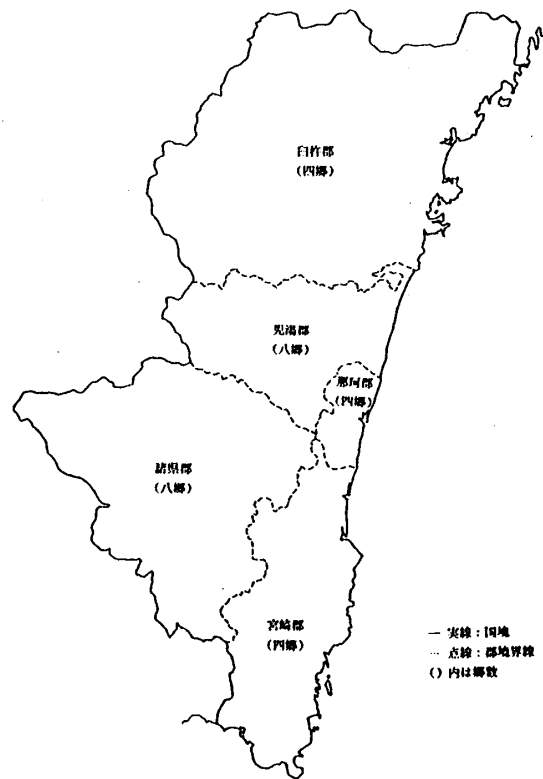 臼杵郡
(四郷)
児湯郡
(八郷)
那珂郡
(四郷)
諸県郡
(八郷)
宮崎郡
(四郷)
— 実線:国境
… 点線:郡境界線
() 内は郷数